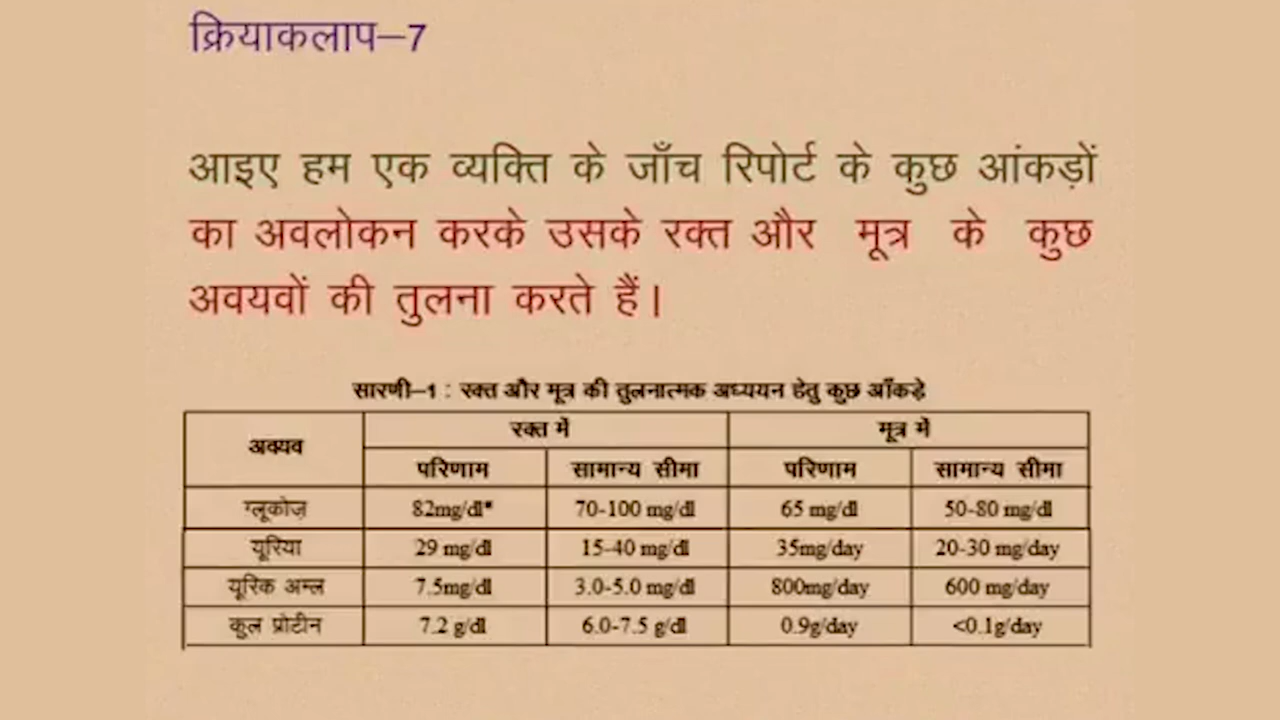 क्रियाकलाप–7
आइए हम एक व्यक्ति के जाँच रिपोर्ट के कुछ आंकड़ों
का अवलोकन करके उसके रक्त और मूत्र के कुछ
अवयवों की तुलना करते हैं।
सारणी–1 : रक्त और मूत्र की तुलनात्मक अध्ययन हेतु कुछ आँकड़े
अवयव रक्त में मूत्र में
परिणाम सामान्य सीमा परिणाम सामान्य सीमा
ग्लूकोज़ 82mg/dl* 70-100 mg/dl 65 mg/dl 50-80 mg/dl
यूरिया 29 mg/dl 15-40 mg/dl 35mg/day 20-30 mg/day
यूरिक अम्ल 7.5mg/dl 3.0-5.0 mg/dl 800mg/day 600 mg/day
कुल प्रोटीन 7.2 g/dl 6.0-7.5 g/dl 0.9g/day <0.1g/day